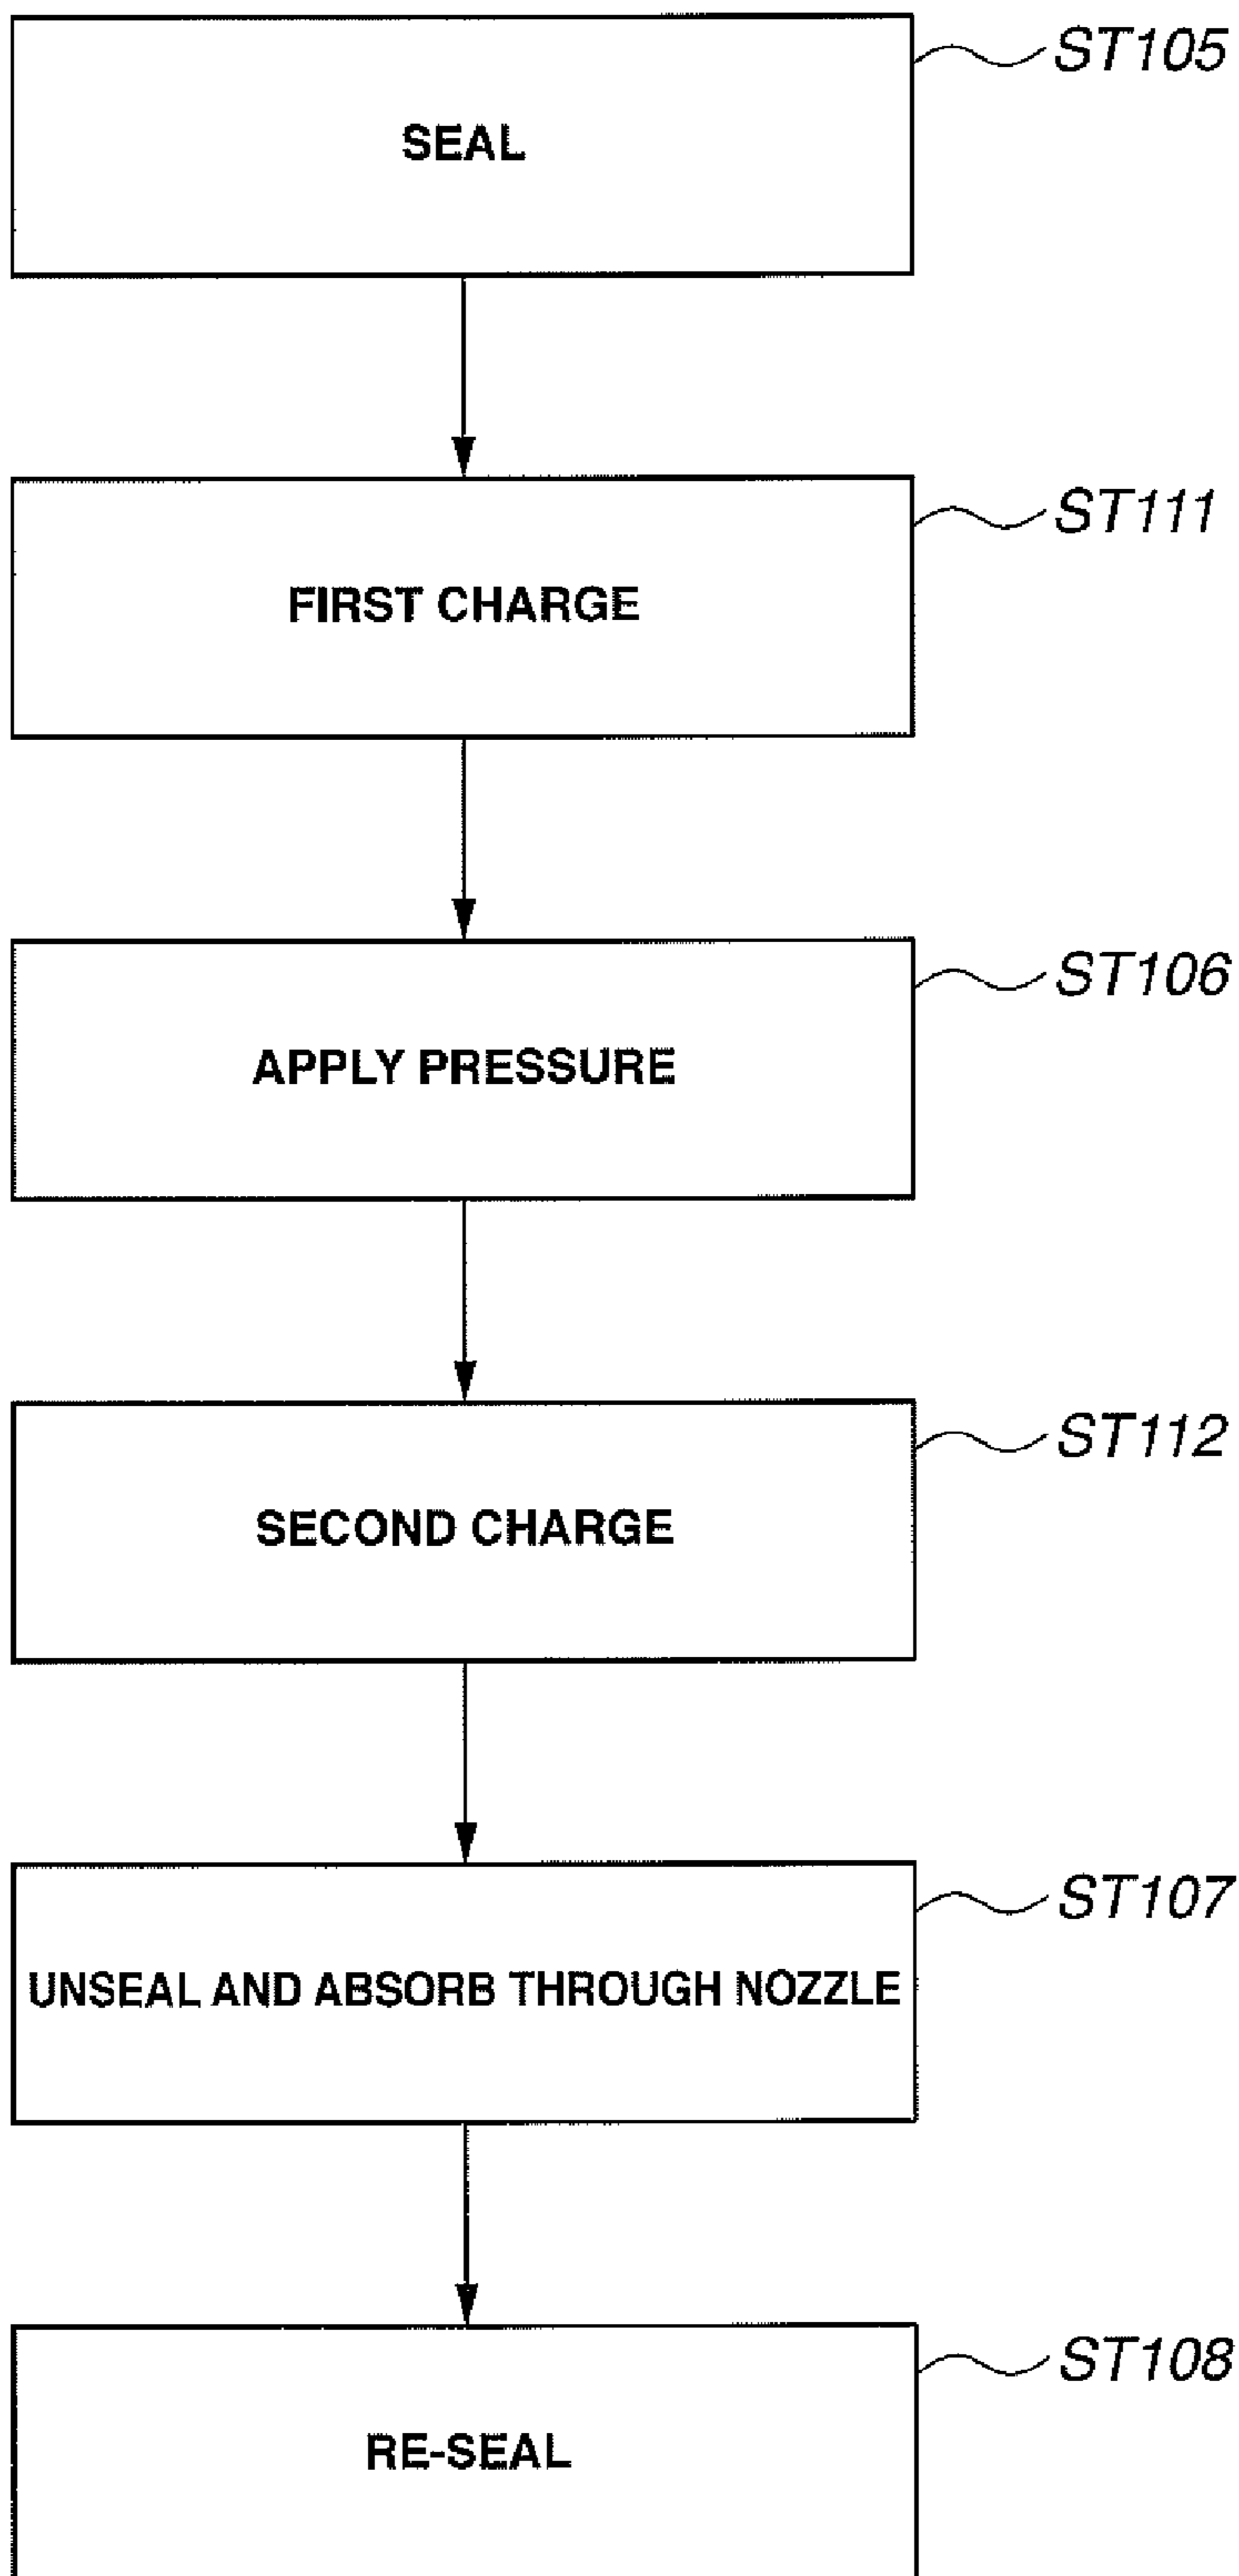 SEAL
ST105
FIRST CHARGE
ST111
APPLY PRESSURE
ST106
SECOND CHARGE
ST112
UNSEAL AND ABSORB THROUGH NOZZLE
ST107
RE-SEAL
ST108